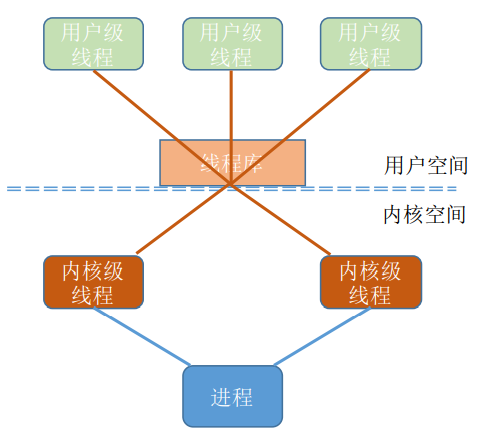 用户级
线程
用户级
线程
用户级
线程
线程库
用户空间
内核空间
内核级
线程
内核级
线程
进程